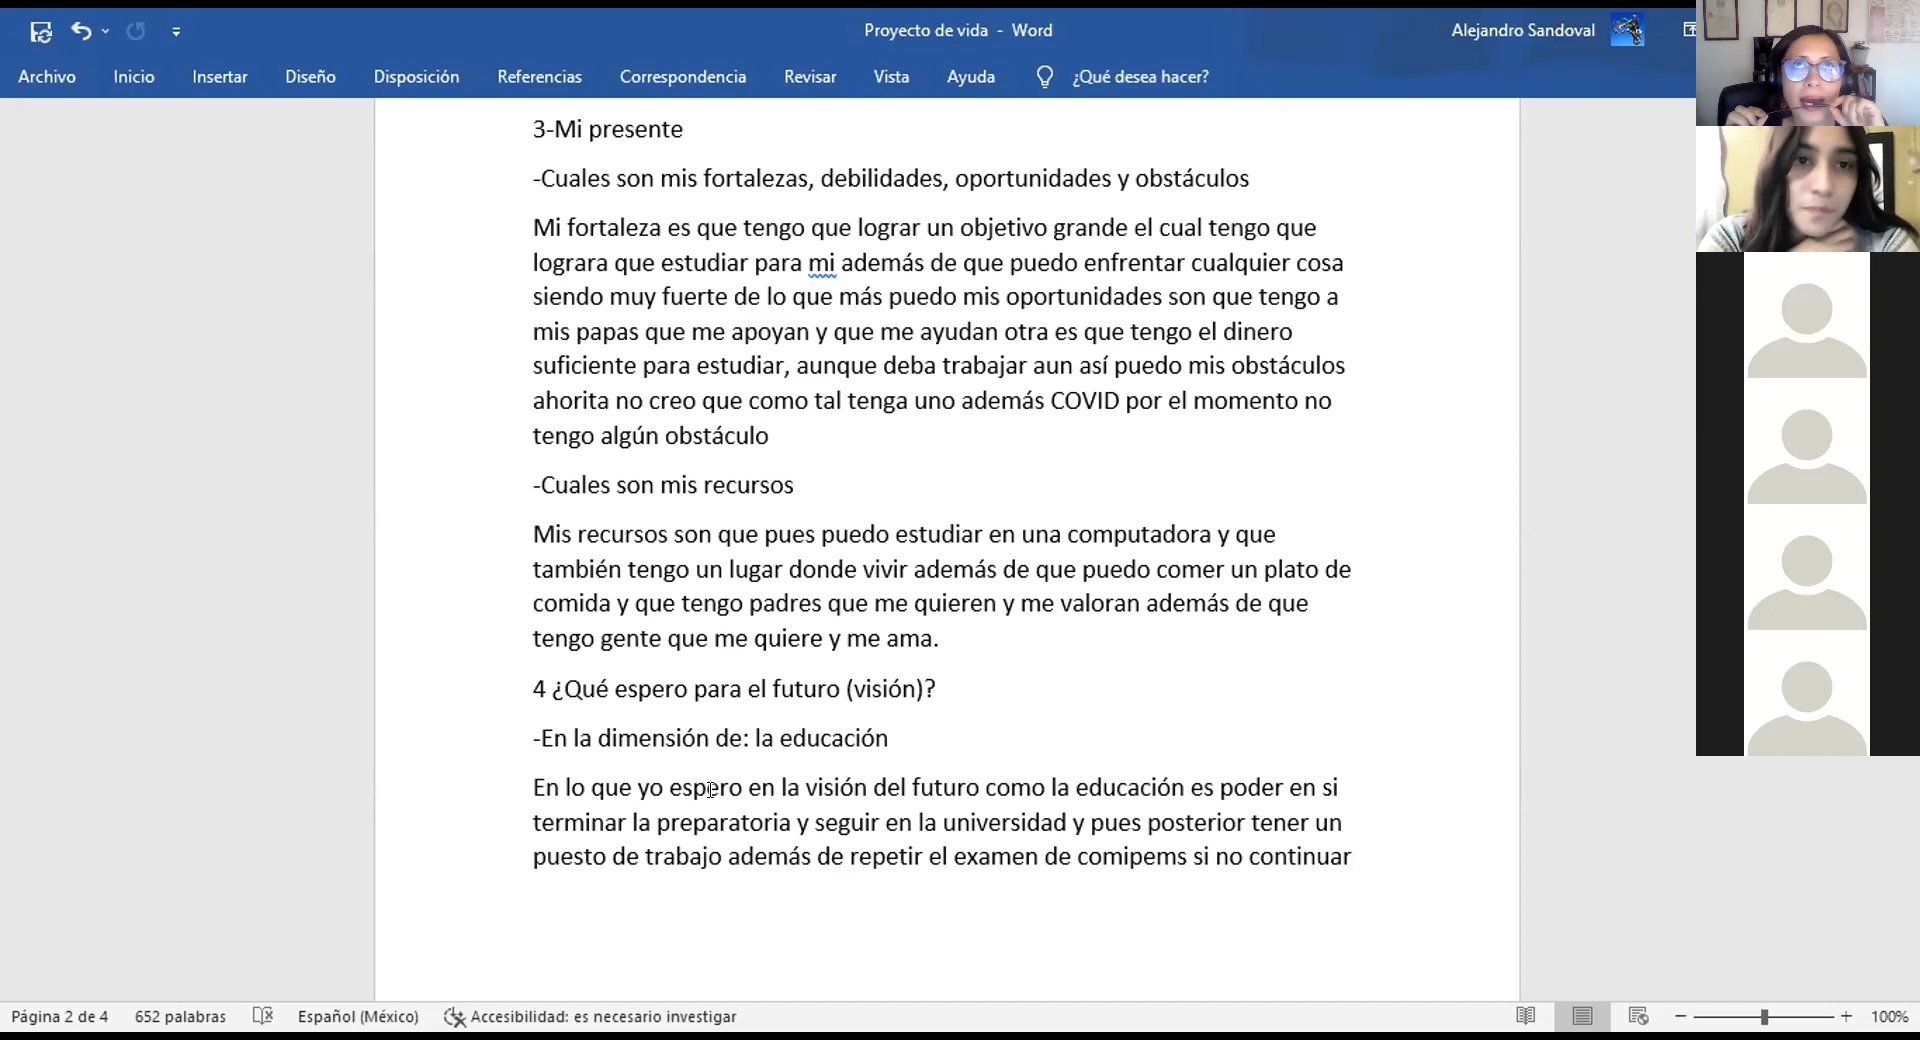 Proyecto de vida - Word
Alejandro Sandoval
Archivo Inicio Insertar Diseño Disposición Referencias Correspondencia Revisar Vista Ayuda ¿Qué desea hacer?
3-Mi presente
-Cuales son mis fortalezas, debilidades, oportunidades y obstáculos
Mi fortaleza es que tengo que lograr un objetivo grande el cual tengo que
lograra que estudiar para mi además de que puedo enfrentar cualquier cosa
siendo muy fuerte de lo que más puedo mis oportunidades son que tengo a
mis papas que me apoyan y que me ayudan otra es que tengo el dinero
suficiente para estudiar, aunque deba trabajar aun así puedo mis obstáculos
ahorita no creo que como tal tenga uno además COVID por el momento no
tengo algún obstáculo
-Cuales son mis recursos
Mis recursos son que pues puedo estudiar en una computadora y que
también tengo un lugar donde vivir además de que puedo comer un plato de
comida y que tengo padres que me quieren y me valoran además de que
tengo gente que me quiere y me ama.
4 ¿Qué espero para el futuro (visión)?
-En la dimensión de: la educación
En lo que yo espero en la visión del futuro como la educación es poder en si
terminar la preparatoria y seguir en la universidad y pues posterior tener un
puesto de trabajo además de repetir el examen de comipems si no continuar
Página 2 de 4 652 palabras Español (México) Accesibilidad: es necesario investigar 100%